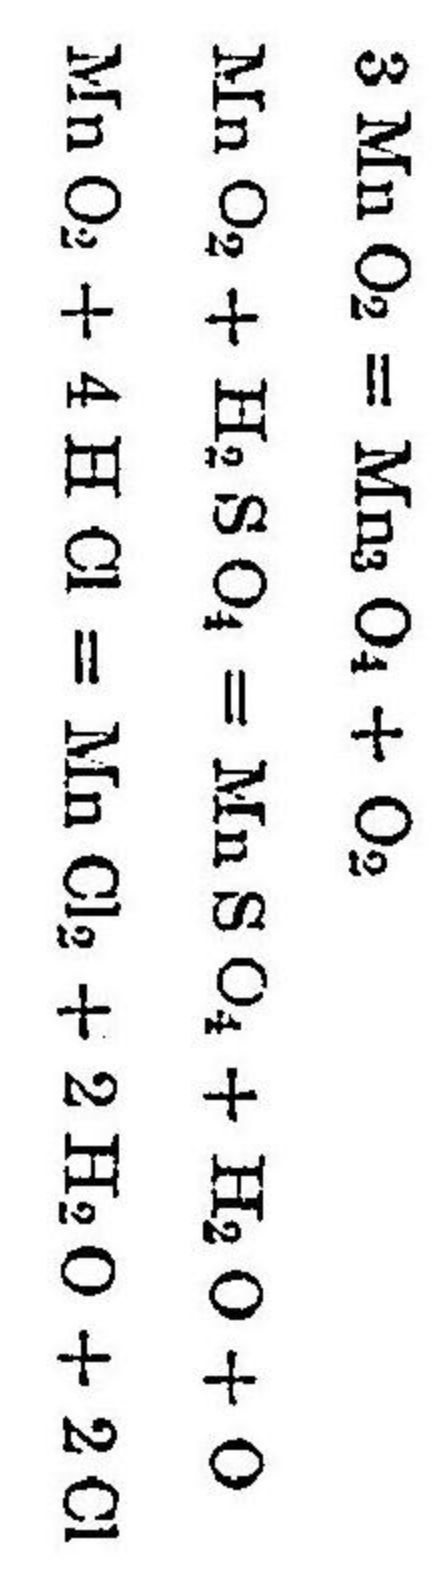 3 Mn O₂ = Mn₃ O₄ + O₂
Mn O₂ + H₂ S O₄ = Mn S O₄ + H₂ O + O
Mn O₂ + 4 H Cl = Mn Cl₂ + 2 H₂ O + 2 Cl